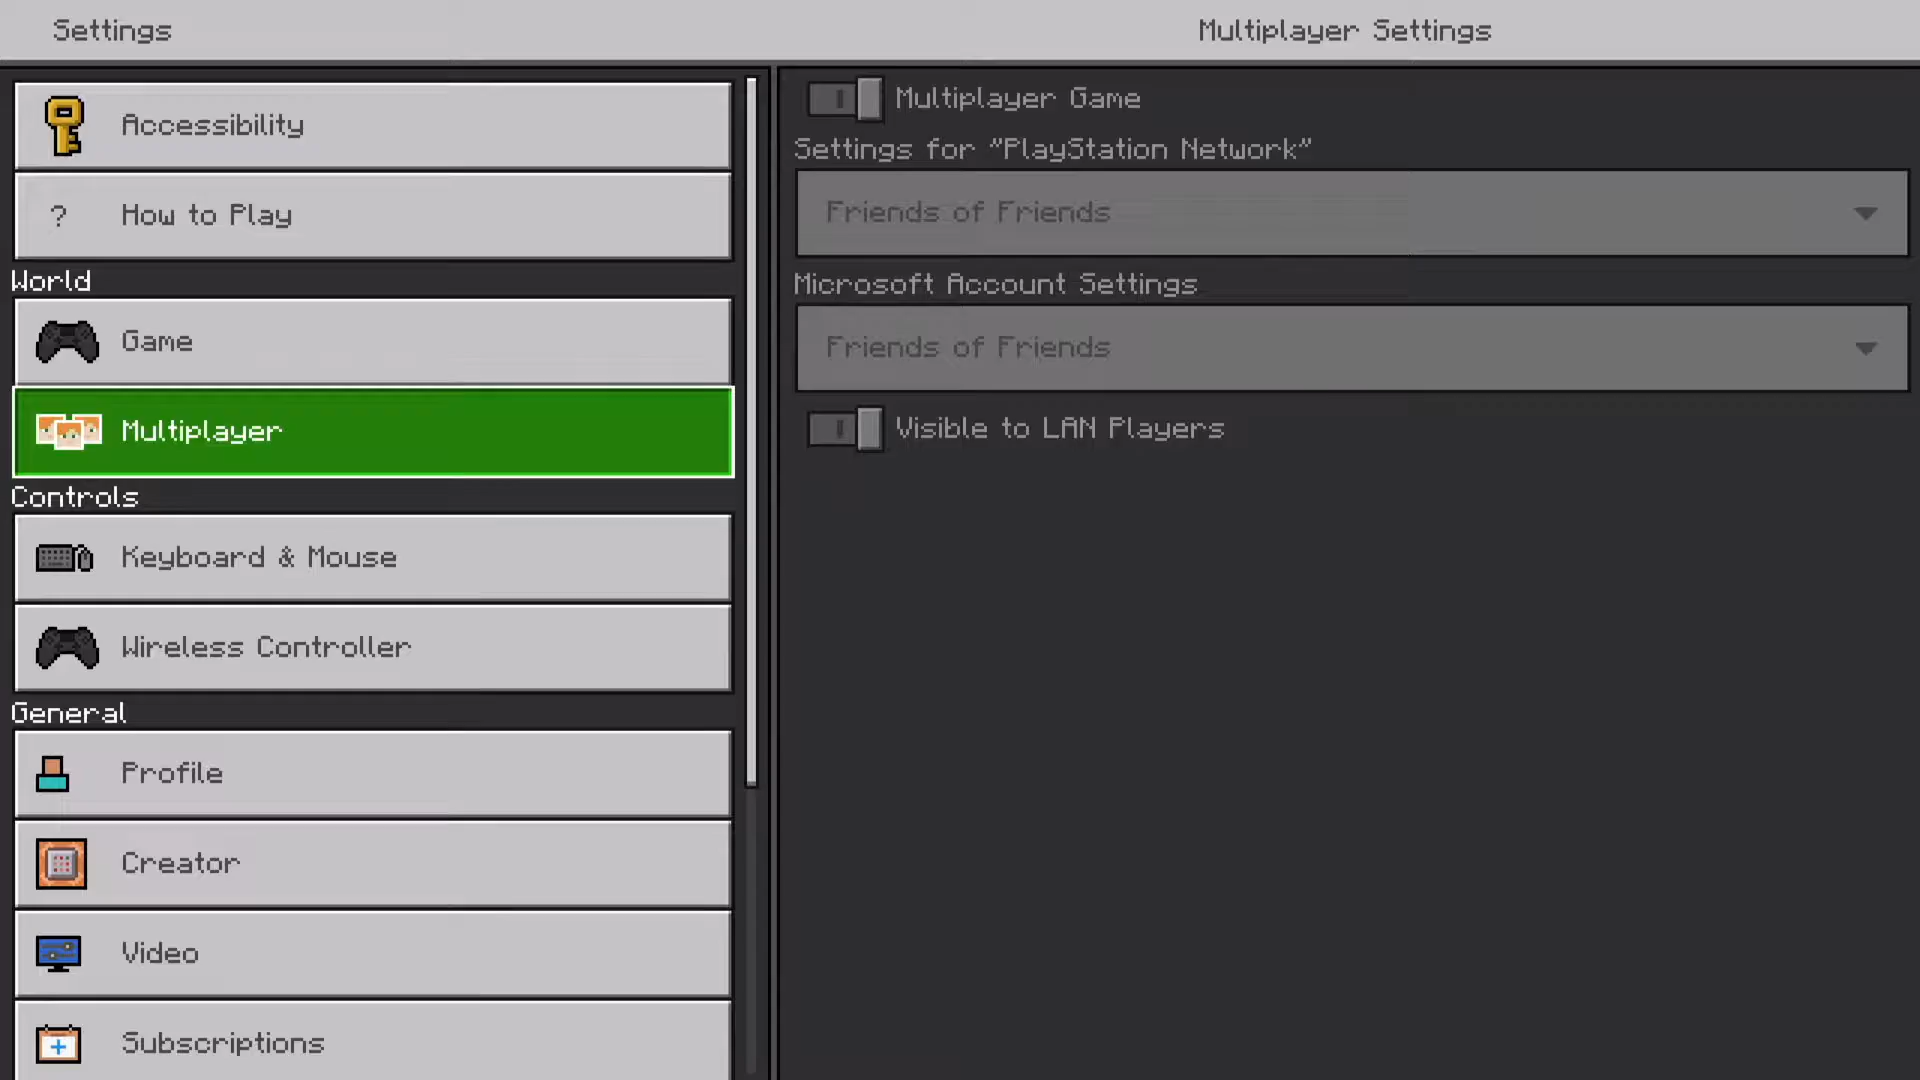 Settings
Multiplayer Settings
Accessibility
? How to Play
World
Game
Multiplayer
Controls
Keyboard & Mouse
Wireless Controller
General
Profile
Creator
Video
Subscriptions
Multiplayer Game
Settings for "PlayStation Network"
Friends of Friends
Microsoft Account Settings
Friends of Friends
Visible to LAN Players